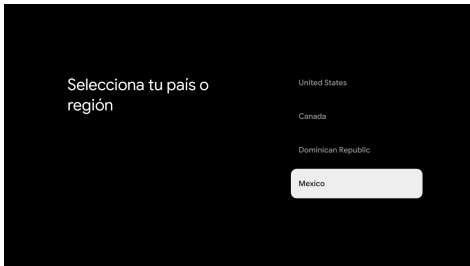 Selecciona tu país o
región
United States
Canada
Dominican Republic
Mexico